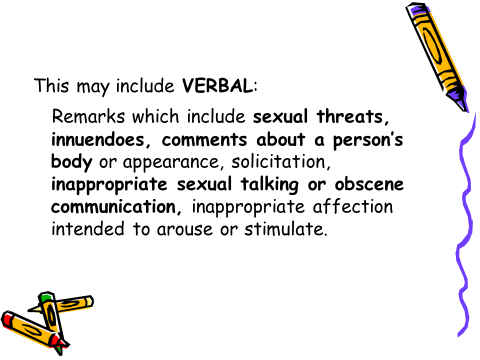 This may include VERBAL:
Remarks which include sexual threats,
innuendoes, comments about a person's
body or appearance, solicitation,
inappropriate sexual talking or obscene
communication, inappropriate affection
intended to arouse or stimulate.